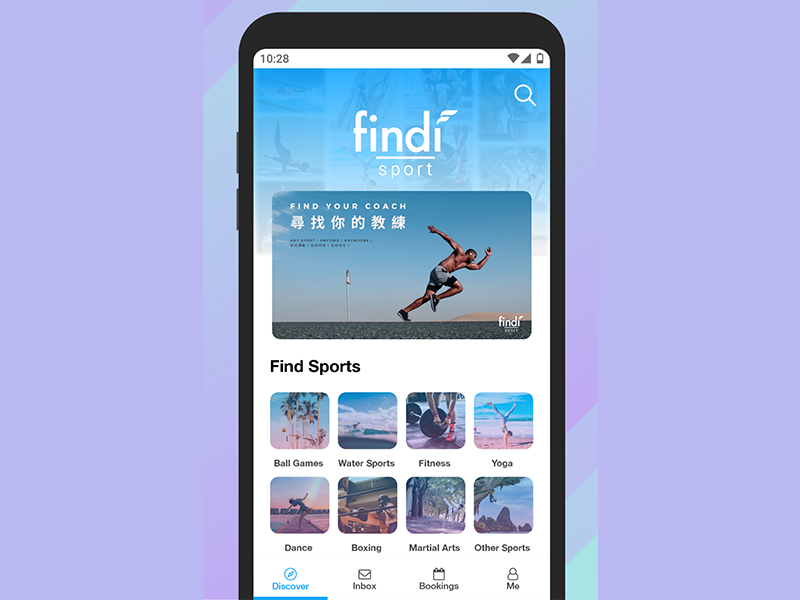 10:28
findi
sport
FIND YOUR COACH
尋找你的教練
ANY SPORT | ANYTIME | ANYWHERE |
findi
sport
Find Sports
Ball Games
Water Sports
Fitness
Yoga
Dance
Boxing
Martial Arts
Other Sports
Discover
Inbox
Bookings
Me